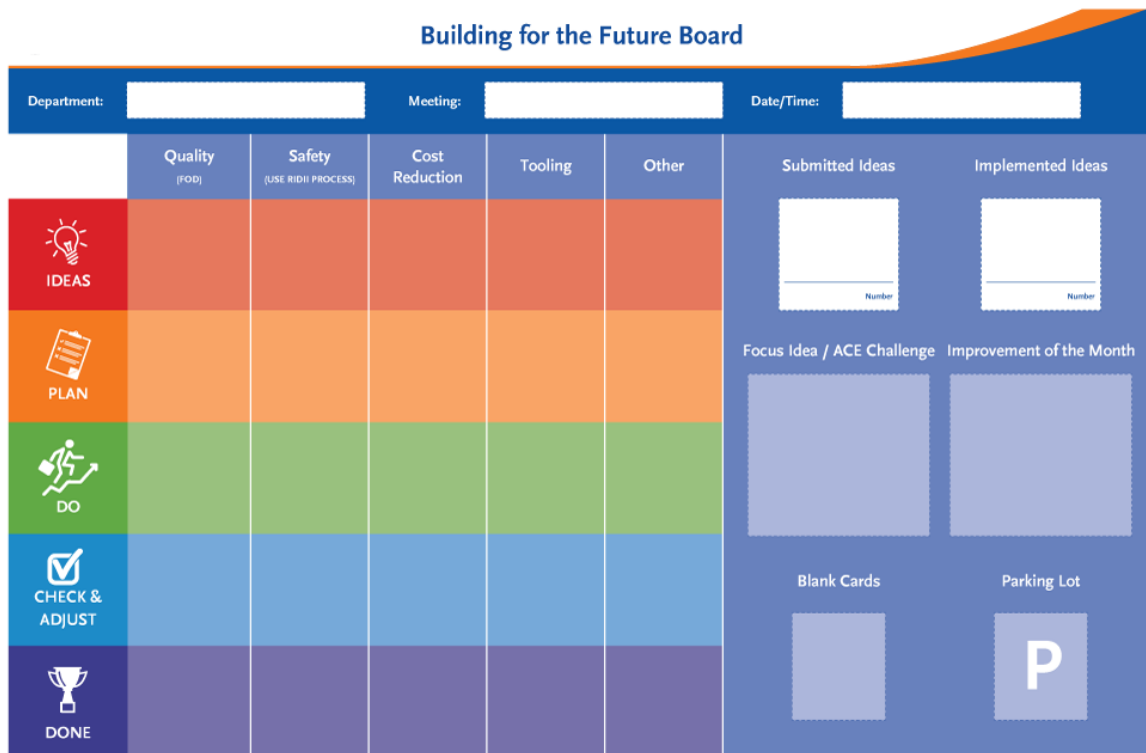 Building for the Future Board
Department:
Meeting:
Date/Time:
Quality
(FOD)
Safety
(USE RIDII PROCESS)
Cost
Reduction
Tooling
Other
Submitted Ideas
Implemented Ideas
IDEAS
Number
Number
PLAN
Focus Idea / ACE Challenge
Improvement of the Month
DO
CHECK &
ADJUST
Blank Cards
Parking Lot
P
DONE